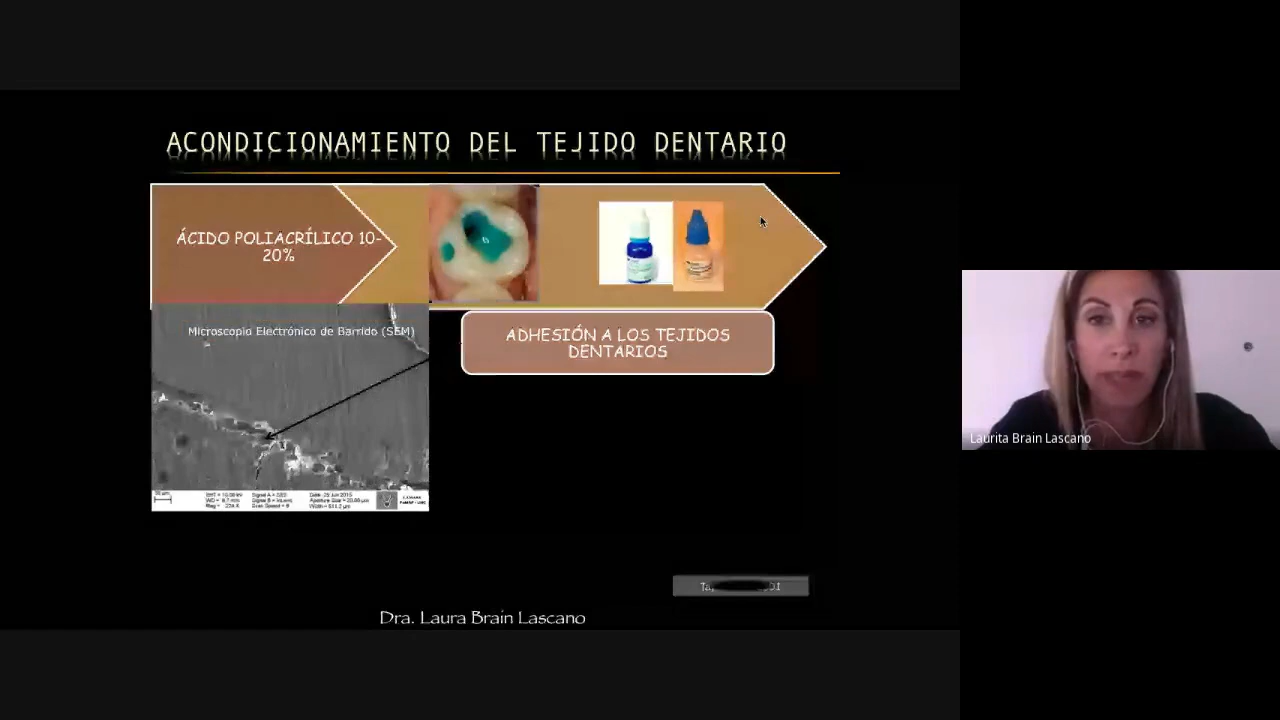 ACONDICIONAMIENTO DEL TEJIDO DENTARIO
ÁCIDO POLIACRÍLICO 10-
20%
Microscopio Electrónico de Barrido (SEM)
ADHESIÓN A LOS TEJIDOS
DENTARIOS
Dra. Laura Brain Lascano
Laurita Brain Lascano